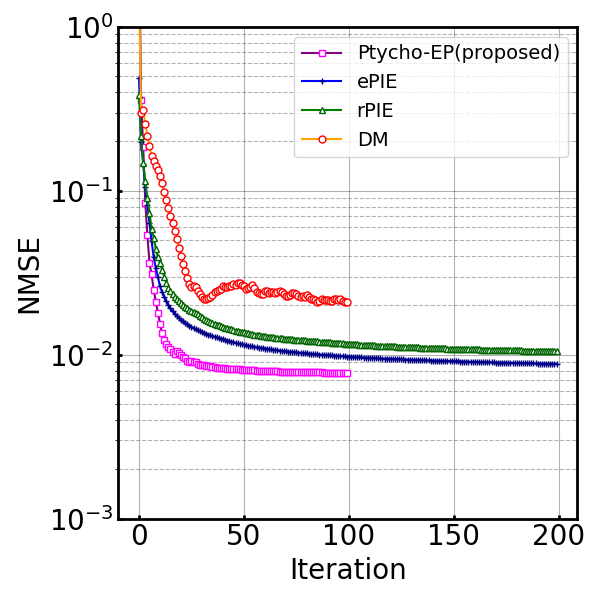 Ptycho-EP(proposed)
ePIE
rPIE
DM
NMSE
10⁰
10⁻¹
10⁻²
10⁻³
0 50 100 150 200
Iteration